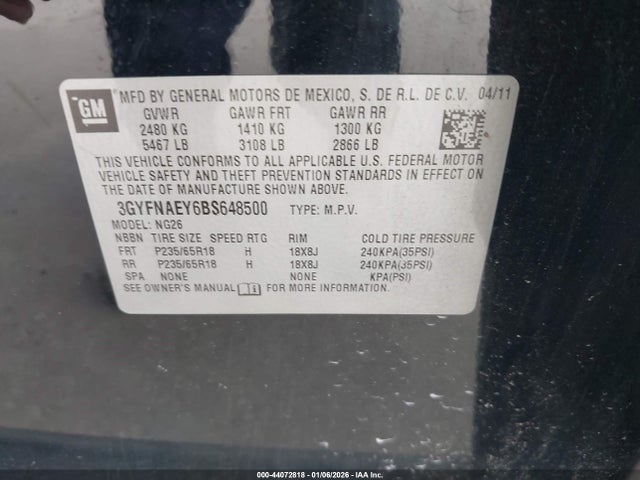 GM
MFD BY GENERAL MOTORS DE MEXICO, S. DE R.L. DE C.V. 04/11
GVWR GAWR FRT GAWR RR
2480 KG 1410 KG 1300 KG
5467 LB 3108 LB 2866 LB
THIS VEHICLE CONFORMS TO ALL APPLICABLE U.S. FEDERAL MOTOR
VEHICLE SAFETY AND THEFT PREVENTION STANDARDS IN EFFECT ON
THE DATE OF MANUFACTURE SHOWN ABOVE.
3GYFNAEY6BS648500 TYPE: M.P.V.
MODEL: NG26
NBBN TIRE SIZE SPEED RTG RIM COLD TIRE PRESSURE
FRT P235/65R18 H 18X8J 240KPA(35PSI)
RR P235/65R18 H 18X8J 240KPA(35PSI)
SPA NONE NONE KPA(PSI)
SEE OWNER'S MANUAL FOR MORE INFORMATION.
000-44072818 - 01/06/2026 - IAA Inc.